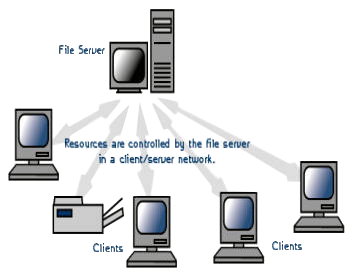 File Server
Resources are controlled by the file server
in a client/server network.
Clients
Clients